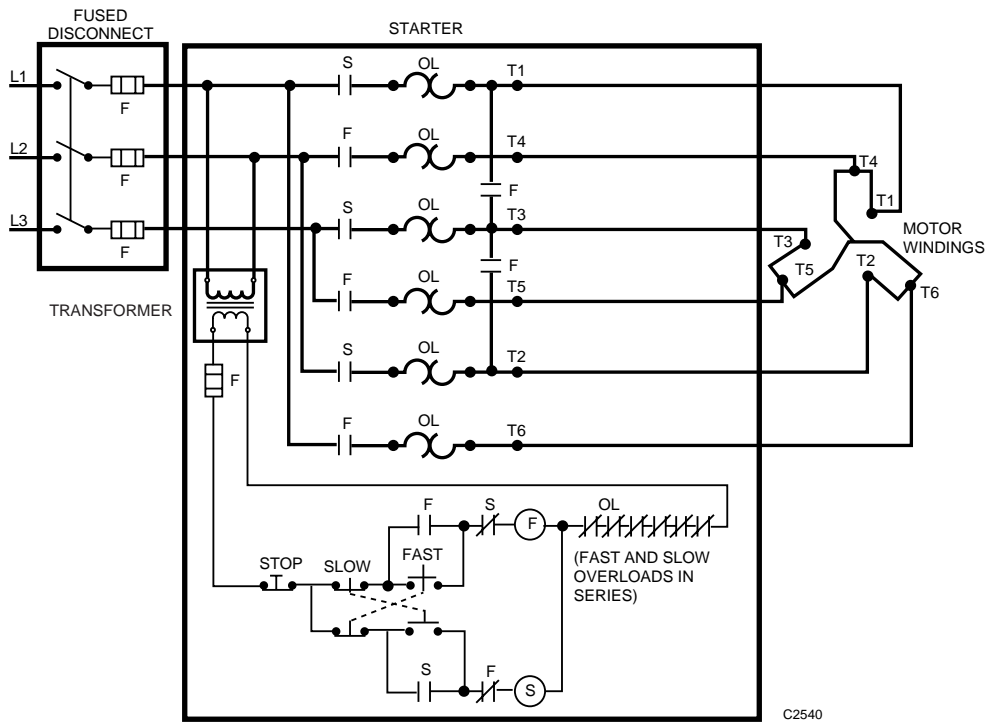 FUSED
DISCONNECT
STARTER
L1
F
S
OL
T1
L2
F
F
OL
T4
T4
F
T1
L3
F
S
OL
T3
MOTOR
WINDINGS
T3
F
T2
T5
TRANSFORMER
F
OL
T5
T6
S
OL
T2
F
F
OL
T6
F
S
F
OL
STOP
SLOW
FAST
(FAST AND SLOW
OVERLOADS IN
SERIES)
S
F
S
C2540